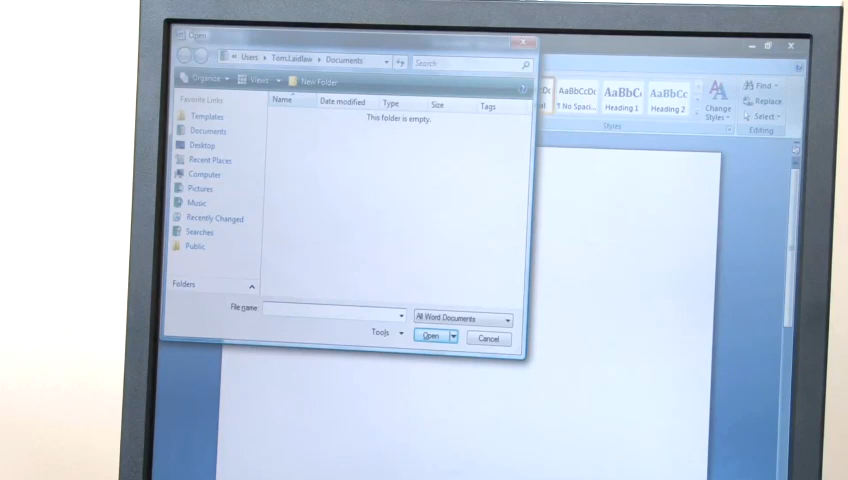 Open
Users Tom.Laidlaw Documents
Search
Organize Views New Folder
Favorite Links
Templates
Documents
Desktop
Recent Places
Computer
Pictures
Music
Recently Changed
Searches
Public
Folders
Name Date modified Type Size Tags
This folder is empty.
File name:
All Word Documents
Tools Open Cancel
AaBbCcDc AaBbC AaBbCc
¶ No Spaci... Heading 1 Heading 2
Change
Styles
Styles
Find
Replace
Select
Editing